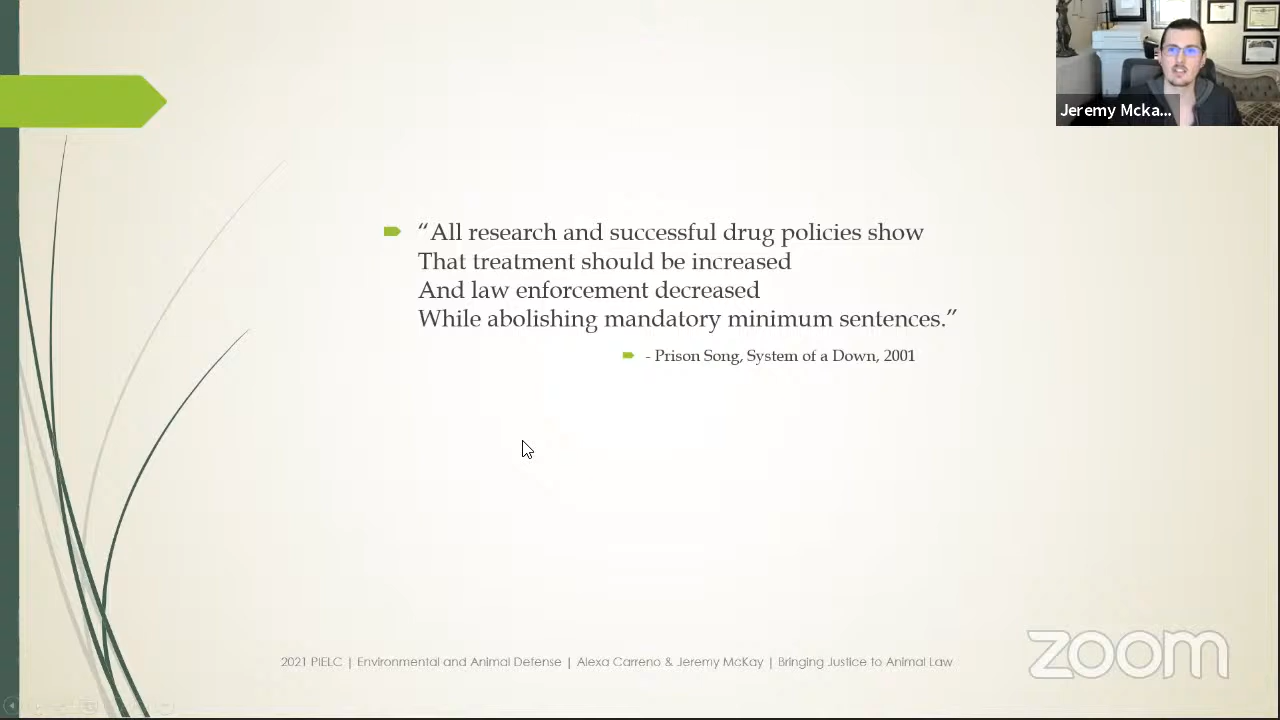 Jeremy Mcka...
“All research and successful drug policies show
That treatment should be increased
And law enforcement decreased
While abolishing mandatory minimum sentences.”
- Prison Song, System of a Down, 2001
2021 PIELC | Environmental and Animal Defense | Alexa Carreno & Jeremy McKay | Bringing Justice to Animal Law
zoom